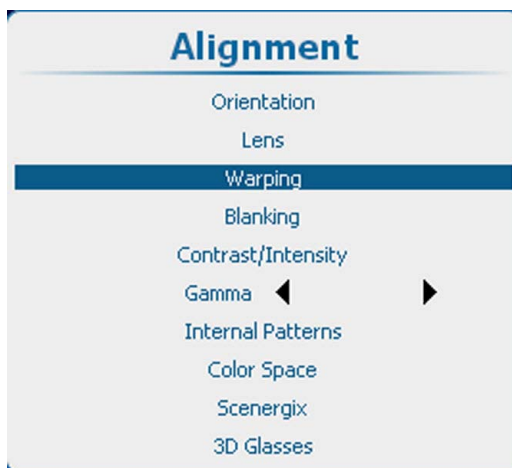 Alignment
Orientation
Lens
Warping
Blanking
Contrast/Intensity
Gamma
Internal Patterns
Color Space
Scenergix
3D Glasses